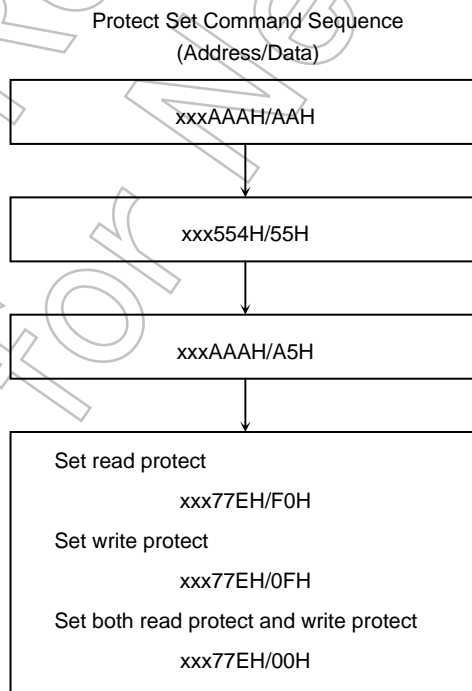 Protect Set Command Sequence
(Address/Data)
xxxAAAH/AAH
xxx554H/55H
xxxAAAH/A5H
Set read protect
xxx77EH/F0H
Set write protect
xxx77EH/0FH
Set both read protect and write protect
xxx77EH/00H